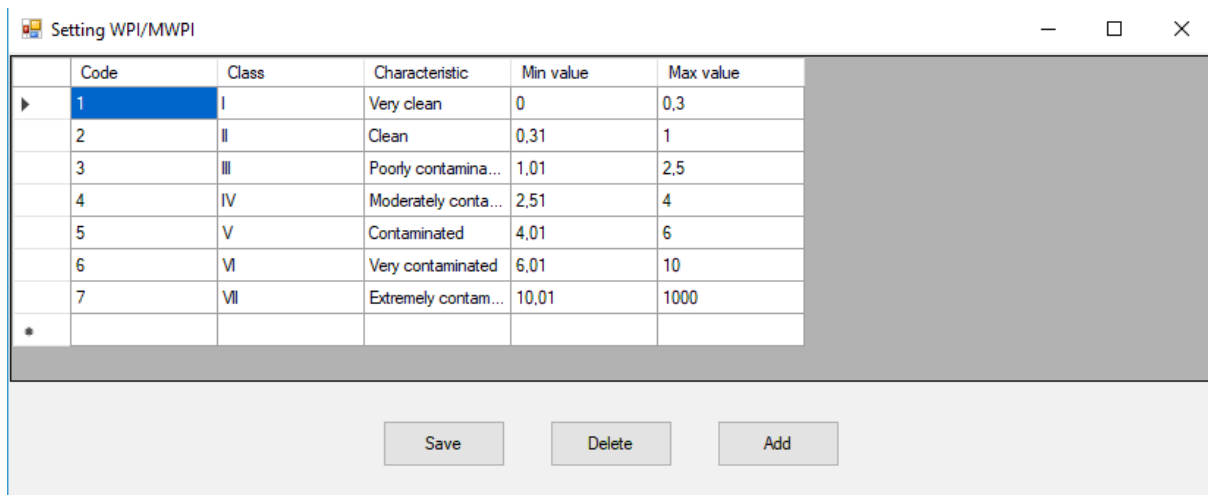 Setting WPI/MWPI
Code Class Characteristic Min value Max value
1 I Very clean 0 0,3
2 II Clean 0,31 1
3 III Poorly contamina... 1,01 2,5
4 IV Moderately conta... 2,51 4
5 V Contaminated 4,01 6
6 VI Very contaminated 6,01 10
7 VII Extremely contam... 10,01 1000
Save Delete Add